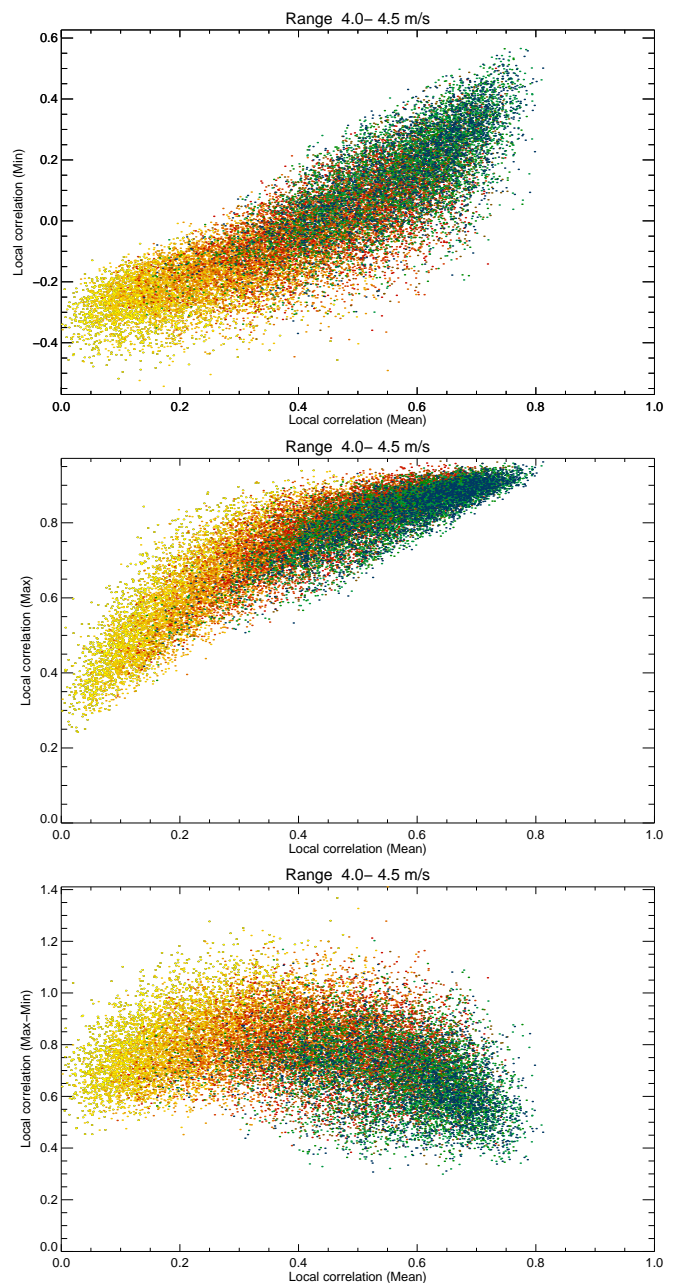 Range 4.0− 4.5 m/s
0.6
0.4
0.2
0.0
−0.2
−0.4
Local correlation (Min)
0.0 0.2 0.4 0.6 0.8 1.0
Local correlation (Mean)
Range 4.0− 4.5 m/s
0.8
0.6
0.4
0.2
0.0
Local correlation (Max)
0.0 0.2 0.4 0.6 0.8 1.0
Local correlation (Mean)
Range 4.0− 4.5 m/s
1.4
1.2
1.0
0.8
0.6
0.4
0.2
0.0
Local correlation (Max−Min)
0.0 0.2 0.4 0.6 0.8 1.0
Local correlation (Mean)